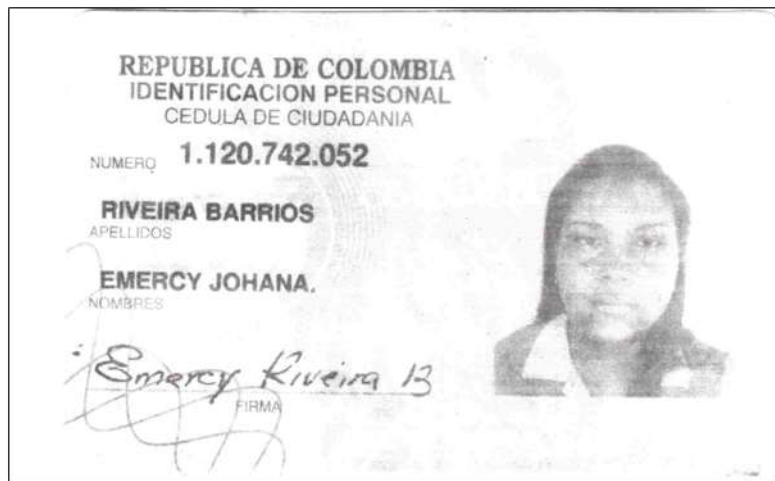 REPUBLICA DE COLOMBIA
IDENTIFICACION PERSONAL
CEDULA DE CIUDADANIA
NUMERO 1.120.742.052
RIVEIRA BARRIOS
APELLIDOS
EMERCY JOHANA.
NOMBRES
Emercy Riveira B
FIRMA